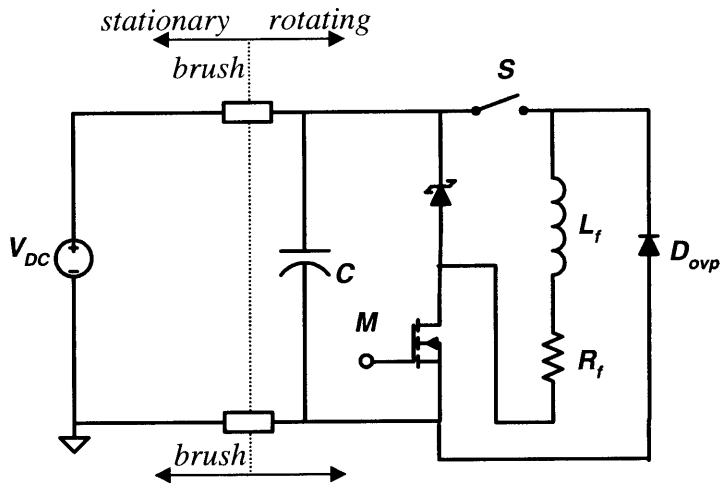 stationary rotating
brush
S
V_DC
C
L_f
D_ovp
M
R_f
brush